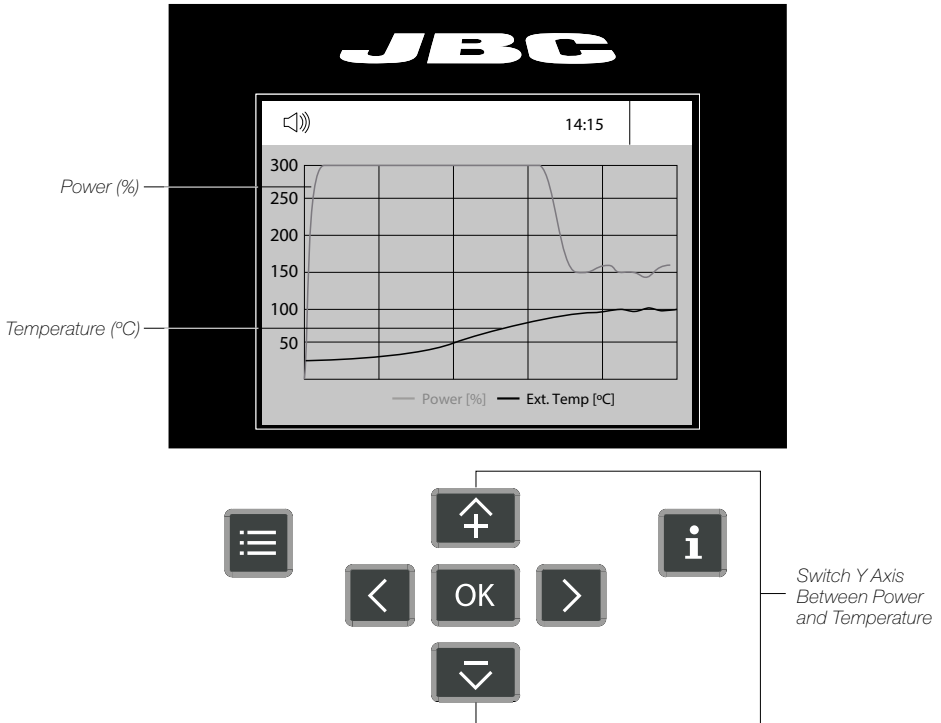 JBC
14:15
300
250
200
150
100
50
Power (%)
Temperature (ºC)
Power [%] Ext. Temp [ºC]
OK
i
Switch Y Axis
Between Power
and Temperature